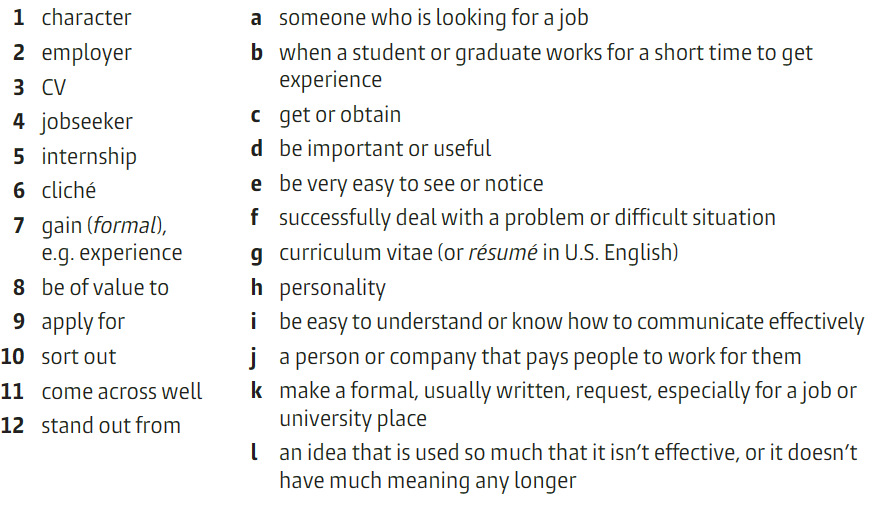 1 character
2 employer
3 CV
4 jobseeker
5 internship
6 cliché
7 gain (formal),
e.g. experience
8 be of value to
9 apply for
10 sort out
11 come across well
12 stand out from
a someone who is looking for a job
b when a student or graduate works for a short time to get
experience
c get or obtain
d be important or useful
e be very easy to see or notice
f successfully deal with a problem or difficult situation
g curriculum vitae (or résumé in U.S. English)
h personality
i be easy to understand or know how to communicate effectively
j a person or company that pays people to work for them
k make a formal, usually written, request, especially for a job or
university place
l an idea that is used so much that it isn’t effective, or it doesn’t
have much meaning any longer